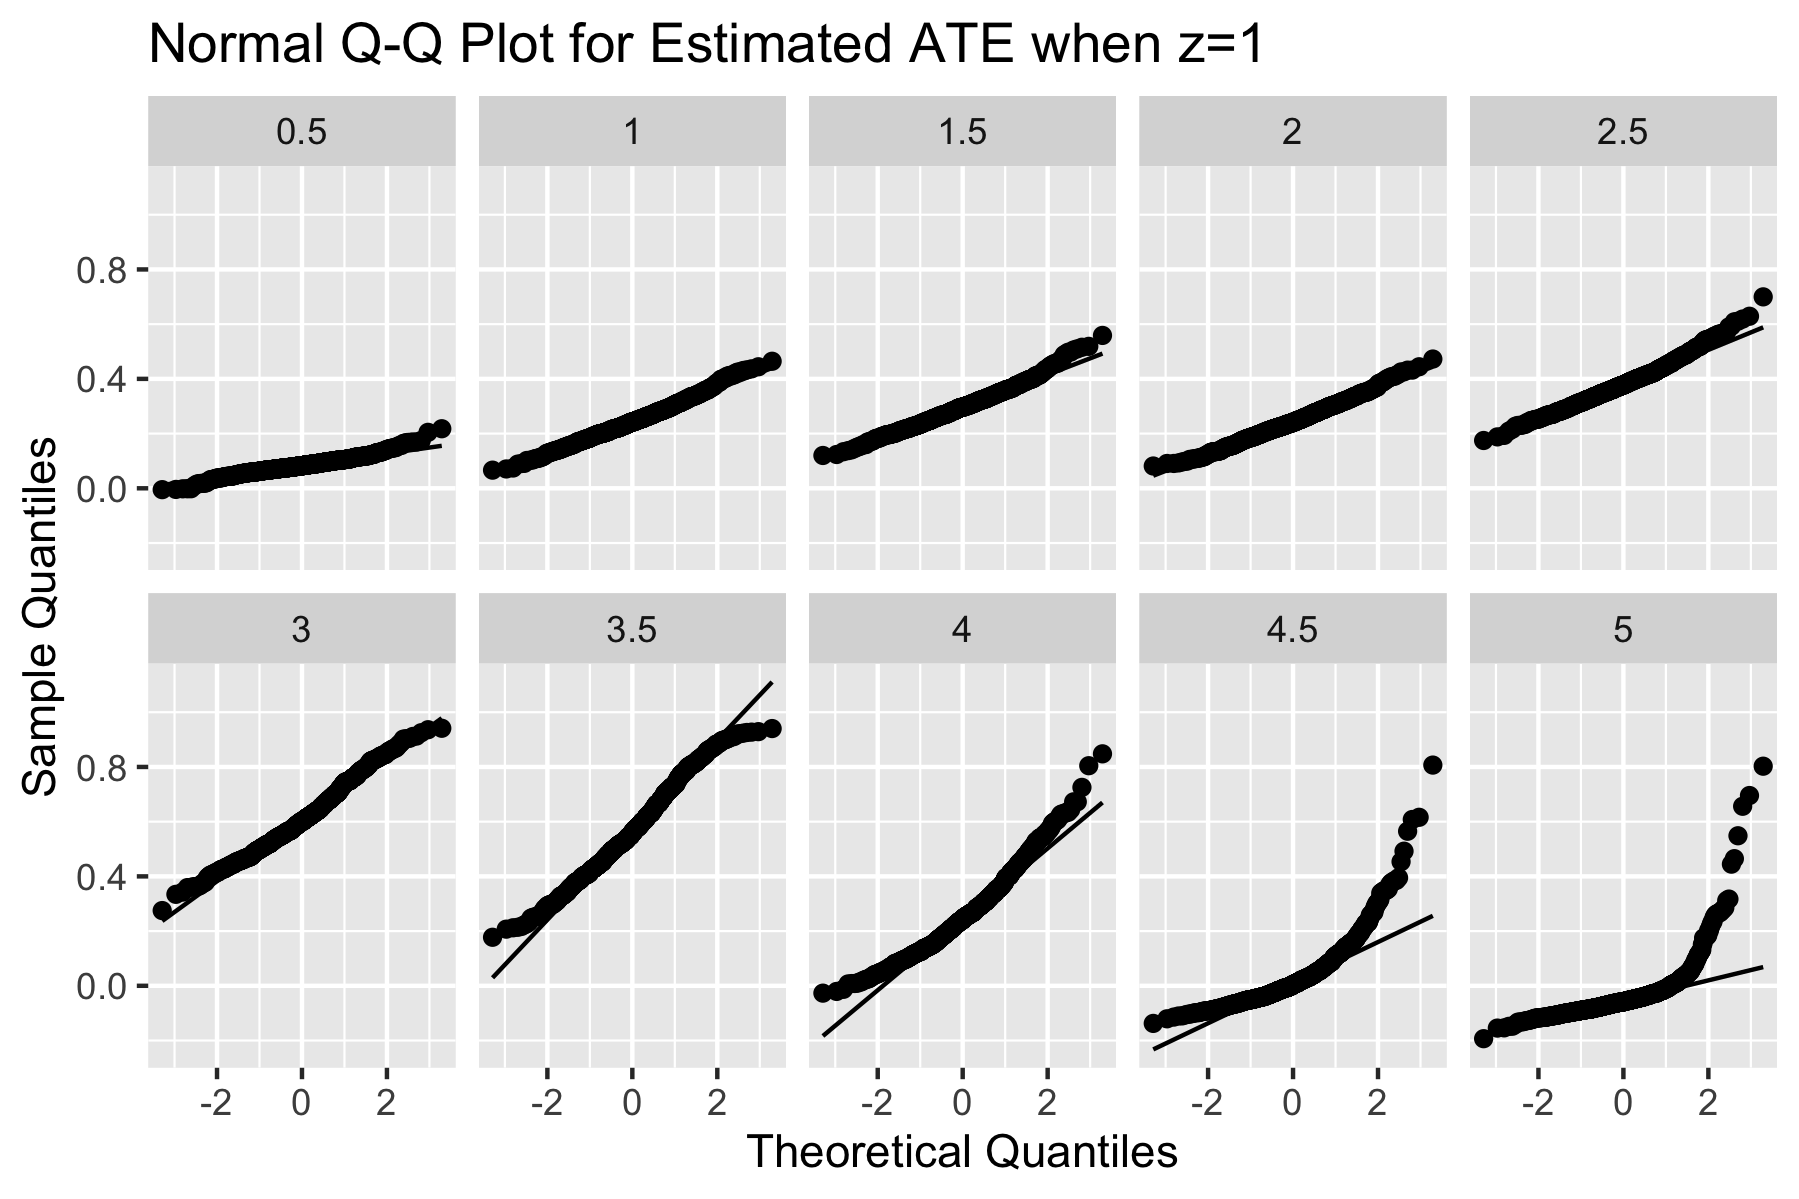 Normal Q-Q Plot for Estimated ATE when z=1
0.5 1 1.5 2 2.5
0.8
0.4
0.0
Sample Quantiles
3 3.5 4 4.5 5
0.8
0.4
0.0
-2 0 2 -2 0 2 -2 0 2 -2 0 2 -2 0 2
Theoretical Quantiles